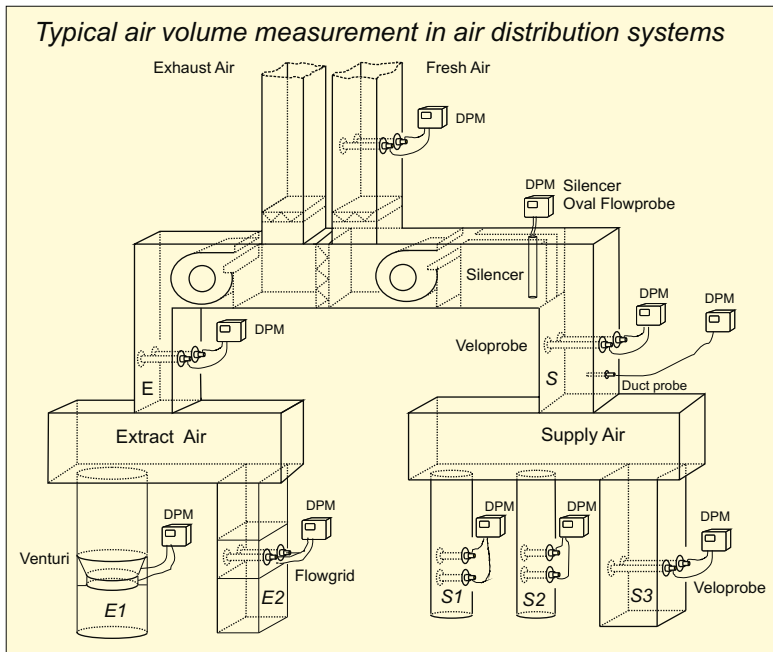 Typical air volume measurement in air distribution systems
Exhaust Air
Fresh Air
DPM
DPM
Silencer
Oval Flowprobe
Silencer
DPM
DPM
DPM
Veloprobe
E
S
Duct probe
Extract Air
Supply Air
DPM
DPM
DPM
DPM
DPM
Venturi
Flowgrid
Veloprobe
E1
E2
S1
S2
S3